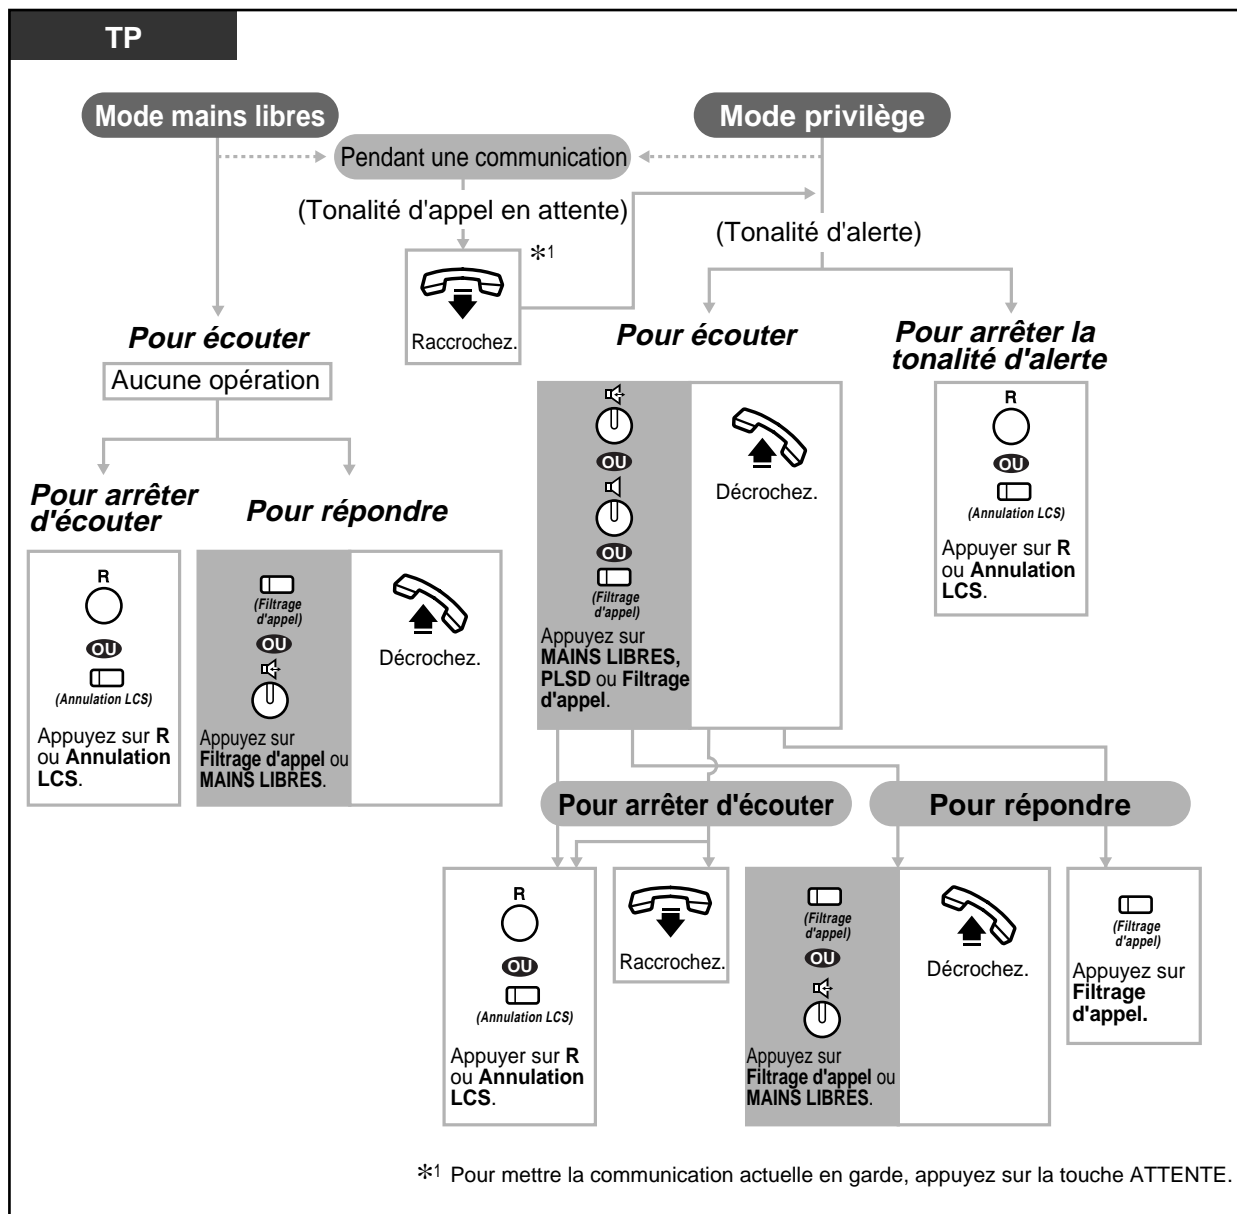 TP
Mode mains libres
Mode privilège
Pendant une communication
(Tonalité d'appel en attente)
(Tonalité d'alerte)
*1
Raccrochez.
Pour écouter
Aucune opération
Pour arrêter
d'écouter
R
OU
(Annulation LCS)
Appuyez sur R
ou Annulation
LCS.
Pour répondre
(Filtrage
d'appel)
OU
Appuyez sur
Filtrage d'appel ou
MAINS LIBRES.
Décrochez.
Pour écouter
OU
OU
(Filtrage
d'appel)
Appuyez sur
MAINS LIBRES,
PLSD ou Filtrage
d'appel.
Décrochez.
Pour arrêter la
tonalité d'alerte
R
OU
(Annulation LCS)
Appuyer sur R
ou Annulation
LCS.
Pour arrêter d'écouter
R
OU
(Annulation LCS)
Appuyer sur R
ou Annulation
LCS.
Raccrochez.
Pour répondre
(Filtrage
d'appel)
OU
Appuyez sur
Filtrage d'appel ou
MAINS LIBRES.
Décrochez.
(Filtrage
d'appel)
Appuyez sur
Filtrage
d'appel.
*1 Pour mettre la communication actuelle en garde, appuyez sur la touche ATTENTE.